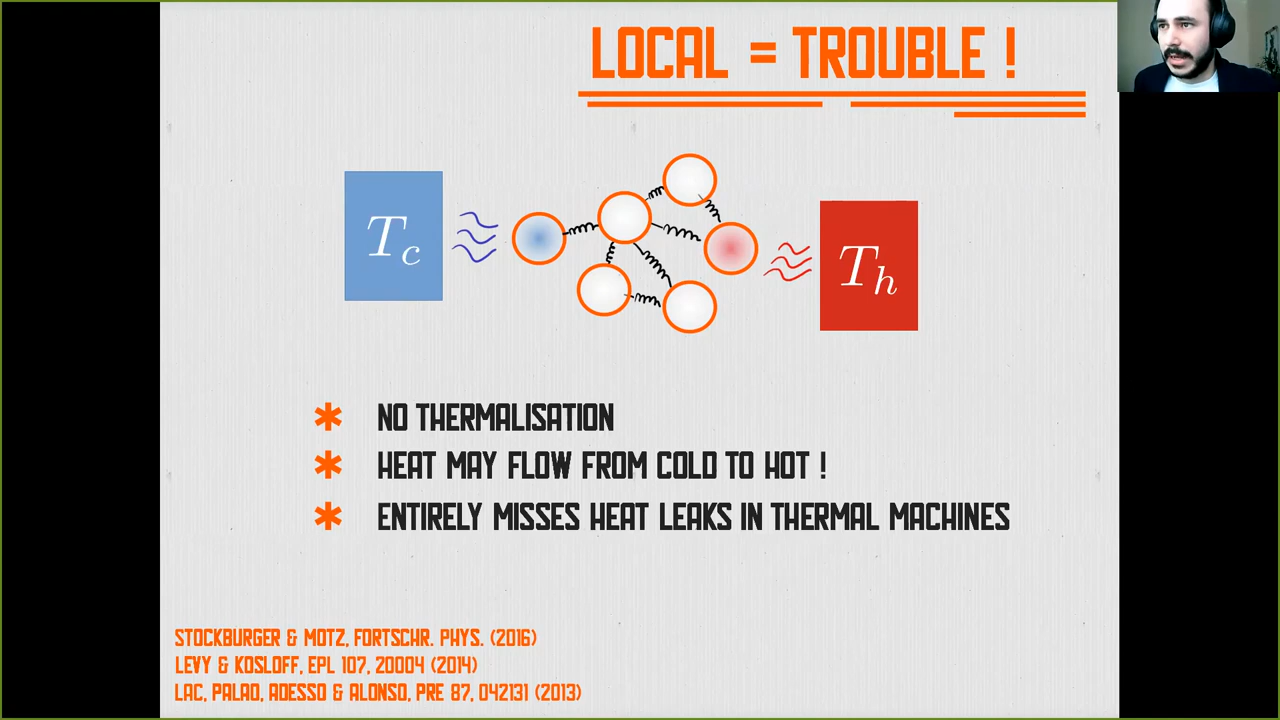 LOCAL = TROUBLE !
Tc
Th
* NO THERMALISATION
* HEAT MAY FLOW FROM COLD TO HOT !
* ENTIRELY MISSES HEAT LEAKS IN THERMAL MACHINES
STOCKBURGER & MOTZ, FORTSCHR. PHYS. (2016)
LEVY & KOSLOFF, EPL 107, 20004 (2014)
LAC, PALAO, ADESSO & ALONSO, PRE 87, 042131 (2013)